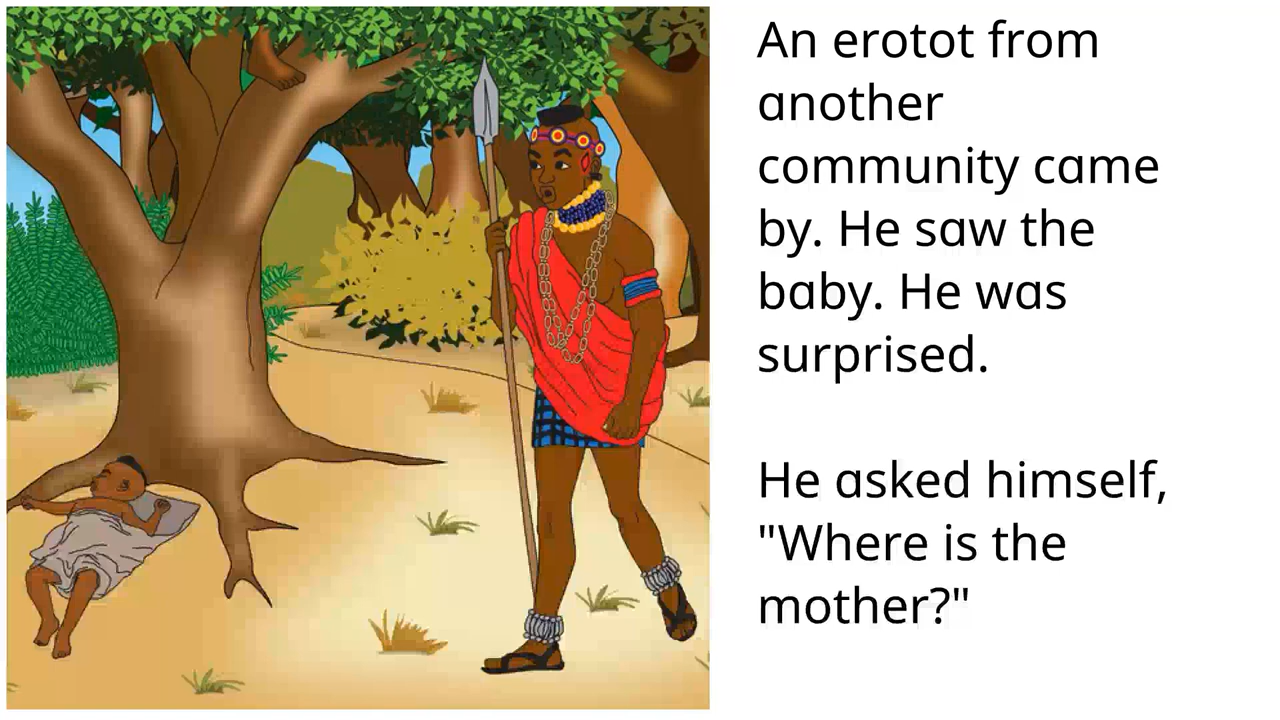 An erotot from
another
community came
by. He saw the
baby. He was
surprised.
He asked himself,
"Where is the
mother?"